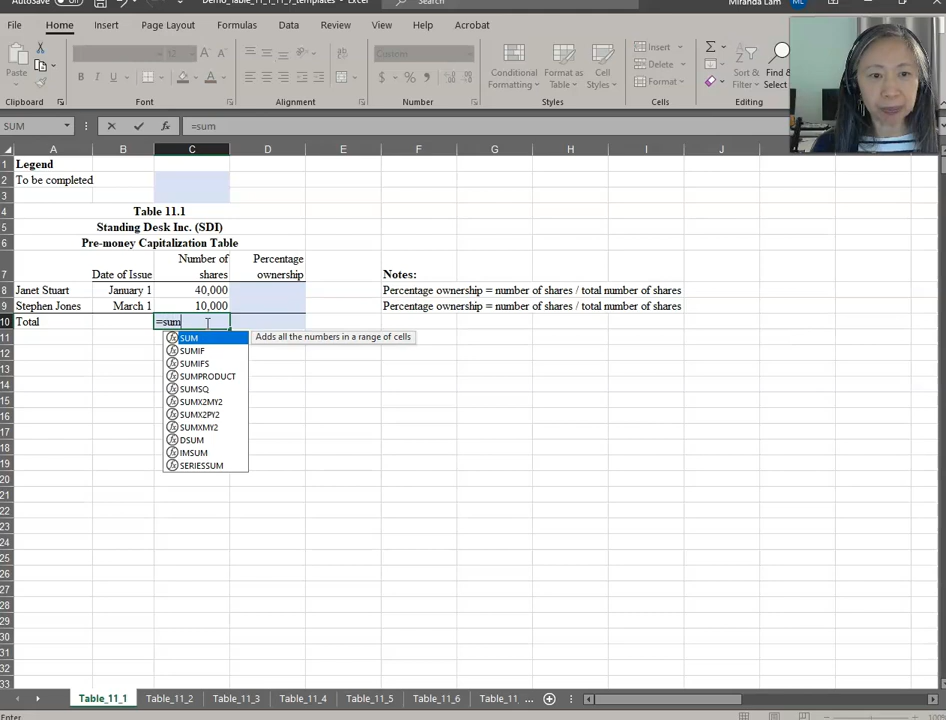 AutoSave Off Demo_Table_11_1_11_7_templates - Excel Miranda Lam ML
File Home Insert Page Layout Formulas Data Review View Help Acrobat
Paste 12 Custom Conditional Formatting Format as Table Cell Styles Insert Delete Format Sort & Filter Find & Select
Clipboard Font Alignment Number Styles Cells Editing
SUM fx =sum
A B C D E F G H I J
1 Legend
2 To be completed
3
4 Table 11.1
5 Standing Desk Inc. (SDI)
6 Pre-money Capitalization Table
Number of Percentage
7 Date of Issue shares ownership Notes:
8 Janet Stuart January 1 40,000 Percentage ownership = number of shares / total number of shares
9 Stephen Jones March 1 10,000 Percentage ownership = number of shares / total number of shares
10 Total =sum
11 SUM Adds all the numbers in a range of cells
12 SUMIF
13 SUMIFS
14 SUMPRODUCT
15 SUMSQ
16 SUMX2MY2
SUMX2PY2
17 SUMXMY2
18 DSUM
19 IMSUM
20 SERIESSUM
21
22
23
24
25
26
27
28
29
30
31
32
33
Table_11_1 Table_11_2 Table_11_3 Table_11_4 Table_11_5 Table_11_6 Table_11 ...
Enter